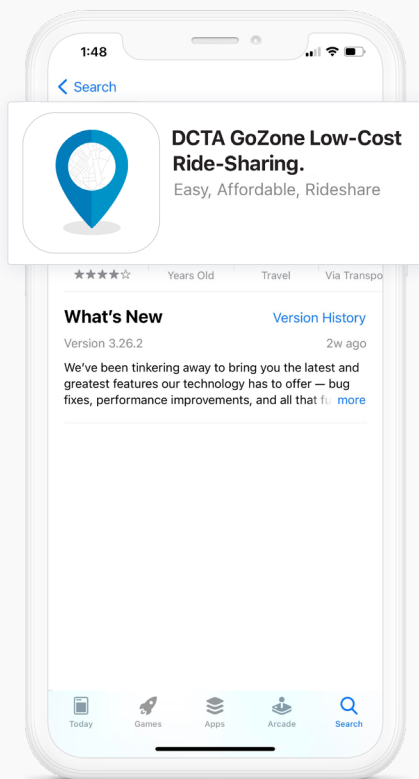 1:48
Search
DCTA GoZone Low-Cost
Ride-Sharing.
Easy, Affordable, Rideshare
★★★★☆ Years Old Travel Via Transpo
What's New Version History
Version 3.26.2 2w ago
We've been tinkering away to bring you the latest and
greatest features our technology has to offer — bug
fixes, performance improvements, and all that more
Today Games Apps Arcade Search